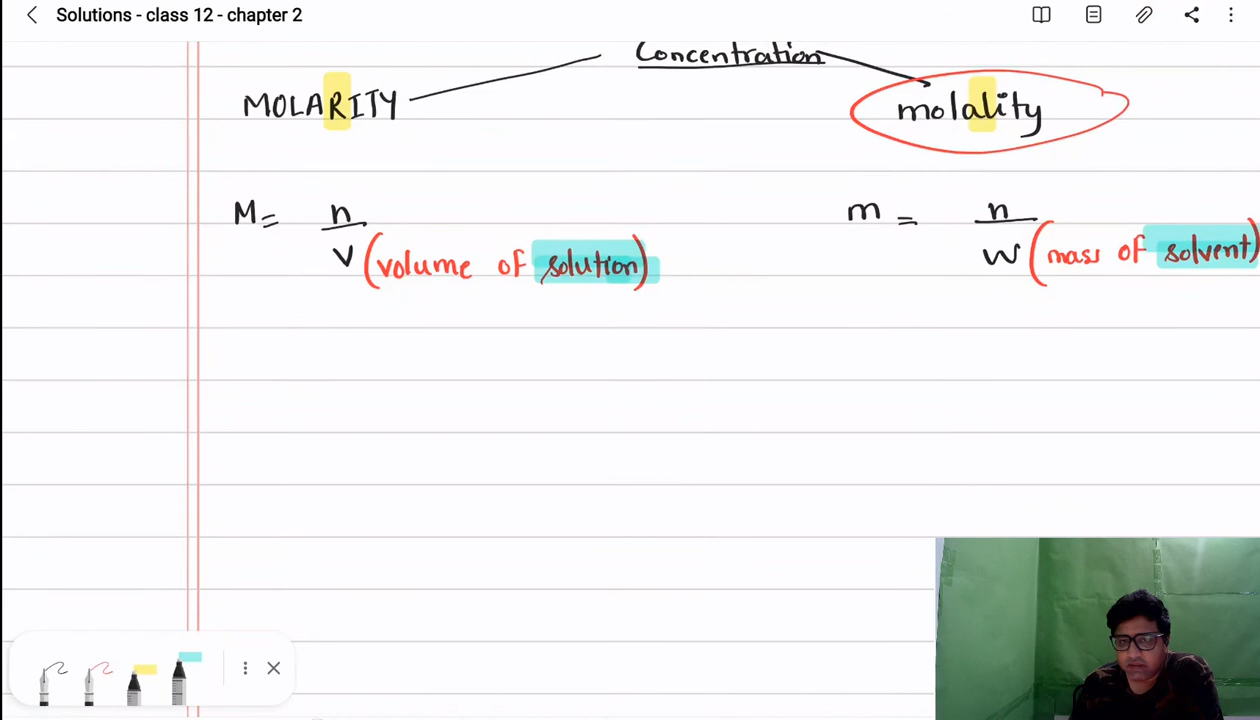 Solutions - class 12 - chapter 2
Concentration
MOLARITY
molality
M = n
V (volume of solution)
m = n
W (mass of solvent)